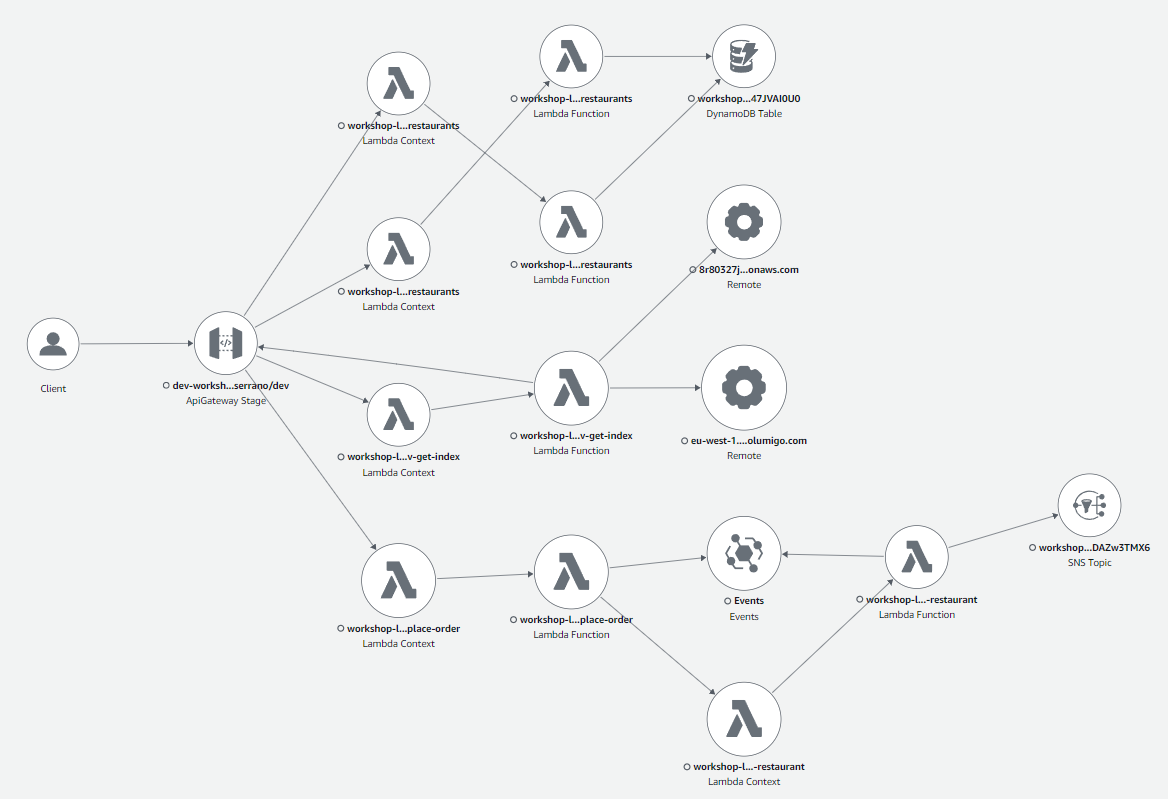 workshop-l...restaurants
Lambda Function
workshop...47JVAI0U0
DynamoDB Table
workshop-l...restaurants
Lambda Context
workshop-l...restaurants
Lambda Function
8r80327j...onaws.com
Remote
workshop-l...restaurants
Lambda Context
Client
dev-worksh...serrano/dev
ApiGateway Stage
workshop-l...v-get-index
Lambda Function
eu-west-1....olumigo.com
Remote
workshop-l...v-get-index
Lambda Context
workshop...DAZw3TMX6
SNS Topic
workshop-l...place-order
Lambda Context
workshop-l...place-order
Lambda Function
Events
Events
workshop-l...-restaurant
Lambda Function
workshop-l...-restaurant
Lambda Context